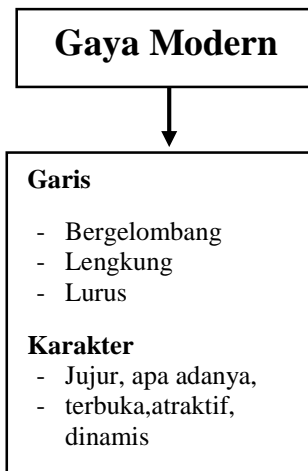 Gaya Modern
Garis
- Bergelombang
- Lengkung
- Lurus
Karakter
- Jujur, apa adanya,
- terbuka,atraktif,
dinamis